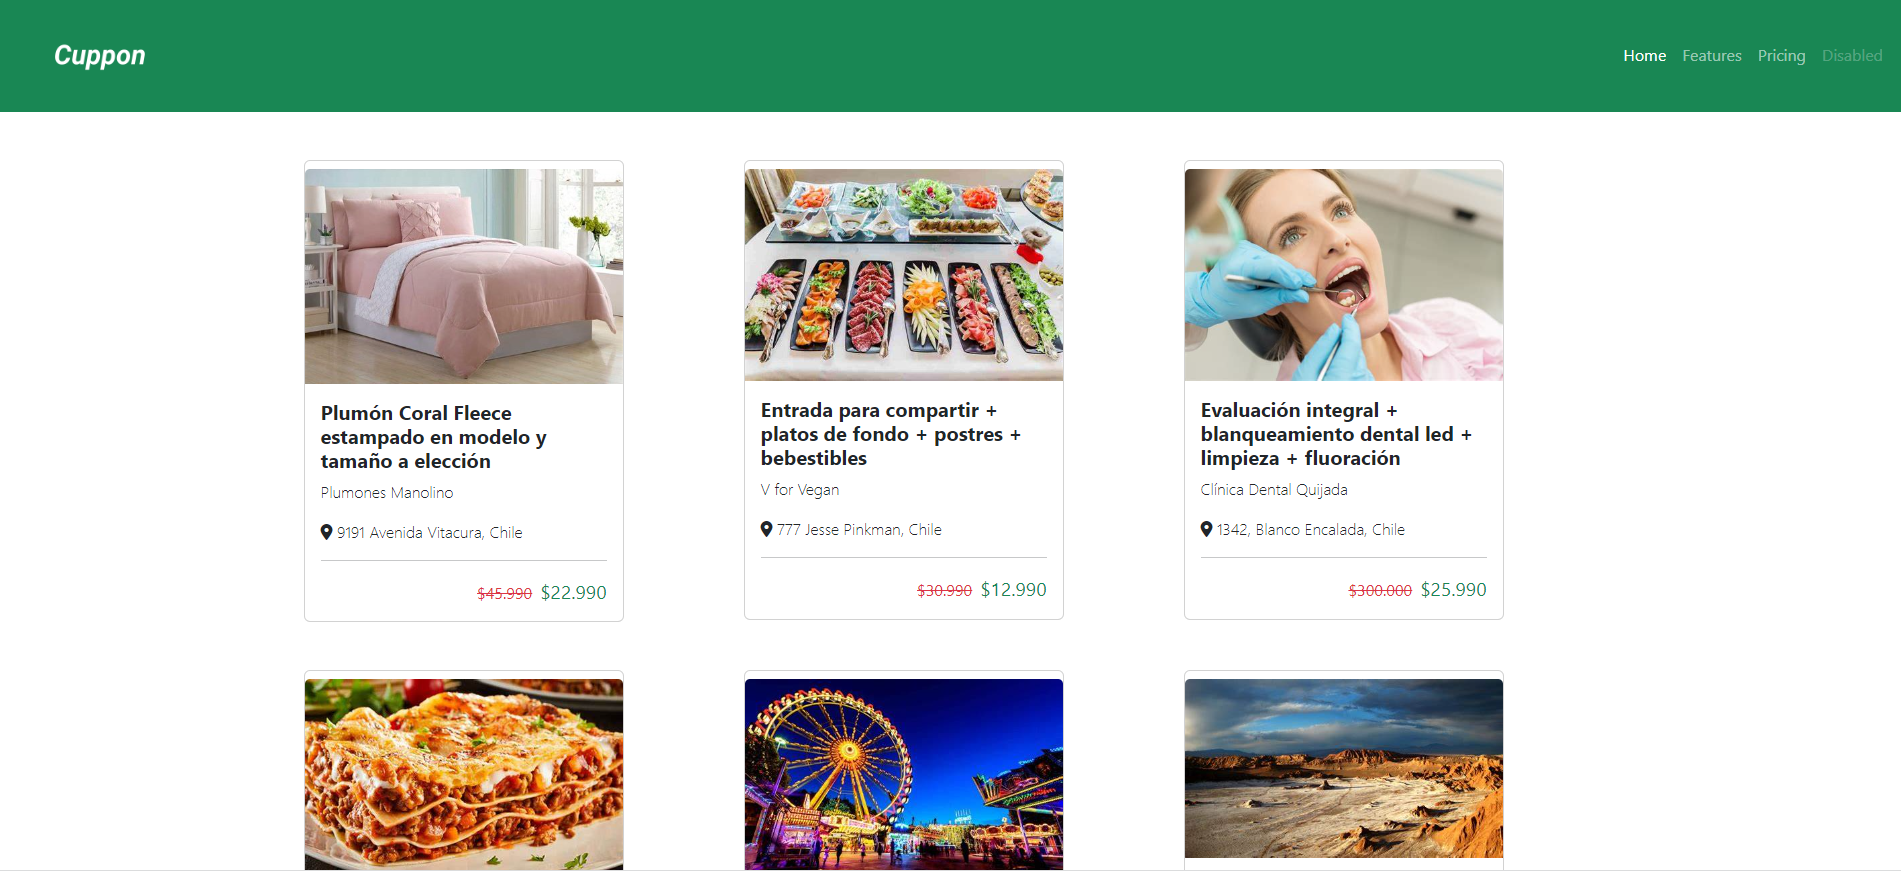 Cuppon
Home Features Pricing Disabled
Plumón Coral Fleece
estampado en modelo y
tamaño a elección
Plumones Manolino
9191 Avenida Vitacura, Chile
$45.990 $22.990
Entrada para compartir +
platos de fondo + postres +
bebestibles
V for Vegan
777 Jesse Pinkman, Chile
$30.990 $12.990
Evaluación integral +
blanqueamiento dental led +
limpieza + fluoración
Clínica Dental Quijada
1342, Blanco Encalada, Chile
$300.000 $25.990